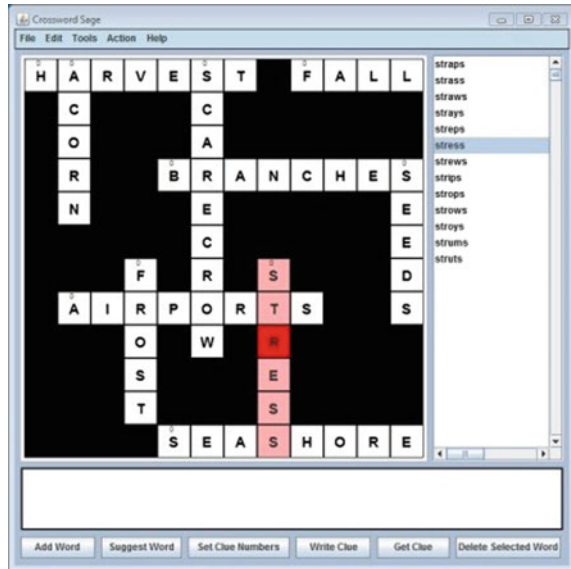 Crossword Sage
File Edit Tools Action Help
H A R V E S T F A L L
C C
O A
R B R A N C H E S
N E E
C E
F R S D
A I R P O R T S S
O W R
S E
T S
S E A S H O R E
straps
strass
straws
strays
streps
stress
strews
strips
strops
strows
stroys
strums
struts
Add Word Suggest Word Set Clue Numbers Write Clue Get Clue Delete Selected Word